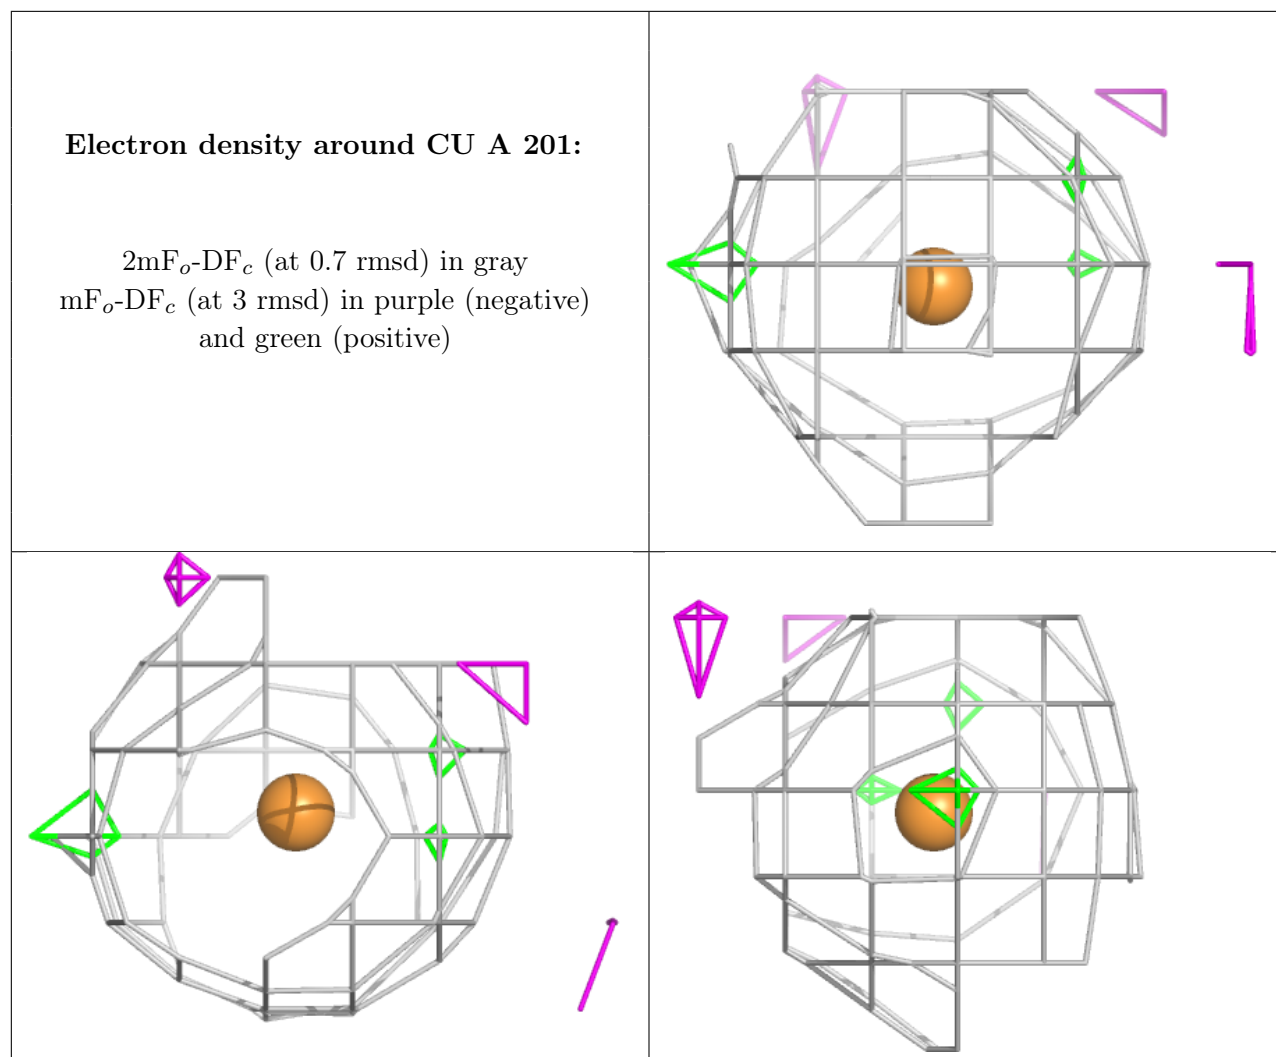 Electron density around CU A 201:
2mFo-DFc (at 0.7 rmsd) in gray
mFo-DFc (at 3 rmsd) in purple (negative)
and green (positive)